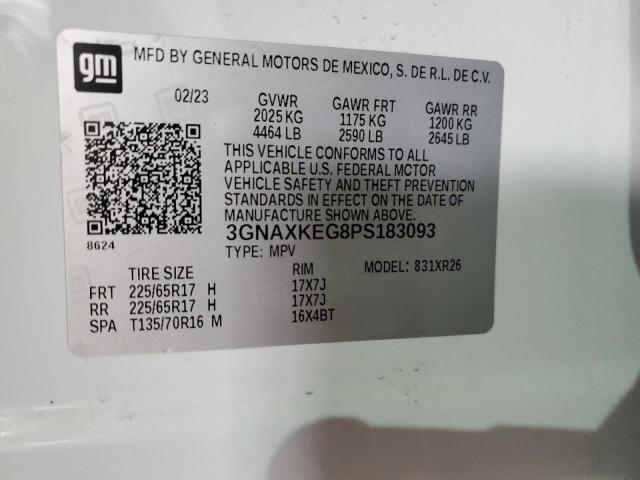 gm
MFD BY GENERAL MOTORS DE MEXICO, S. DE R.L. DE C.V.
02/23 GVWR GAWR FRT GAWR RR
2025 KG 1175 KG 1200 KG
4464 LB 2590 LB 2645 LB
THIS VEHICLE CONFORMS TO ALL
APPLICABLE U.S. FEDERAL MOTOR
VEHICLE SAFETY AND THEFT PREVENTION
STANDARDS IN EFFECT ON THE DATE
OF MANUFACTURE SHOWN ABOVE.
8624 3GNAXKEG8PS183093
TYPE: MPV MODEL: 831XR26
TIRE SIZE RIM
FRT 225/65R17 H 17X7J
RR 225/65R17 H 17X7J
SPA T135/70R16 M 16X4BT